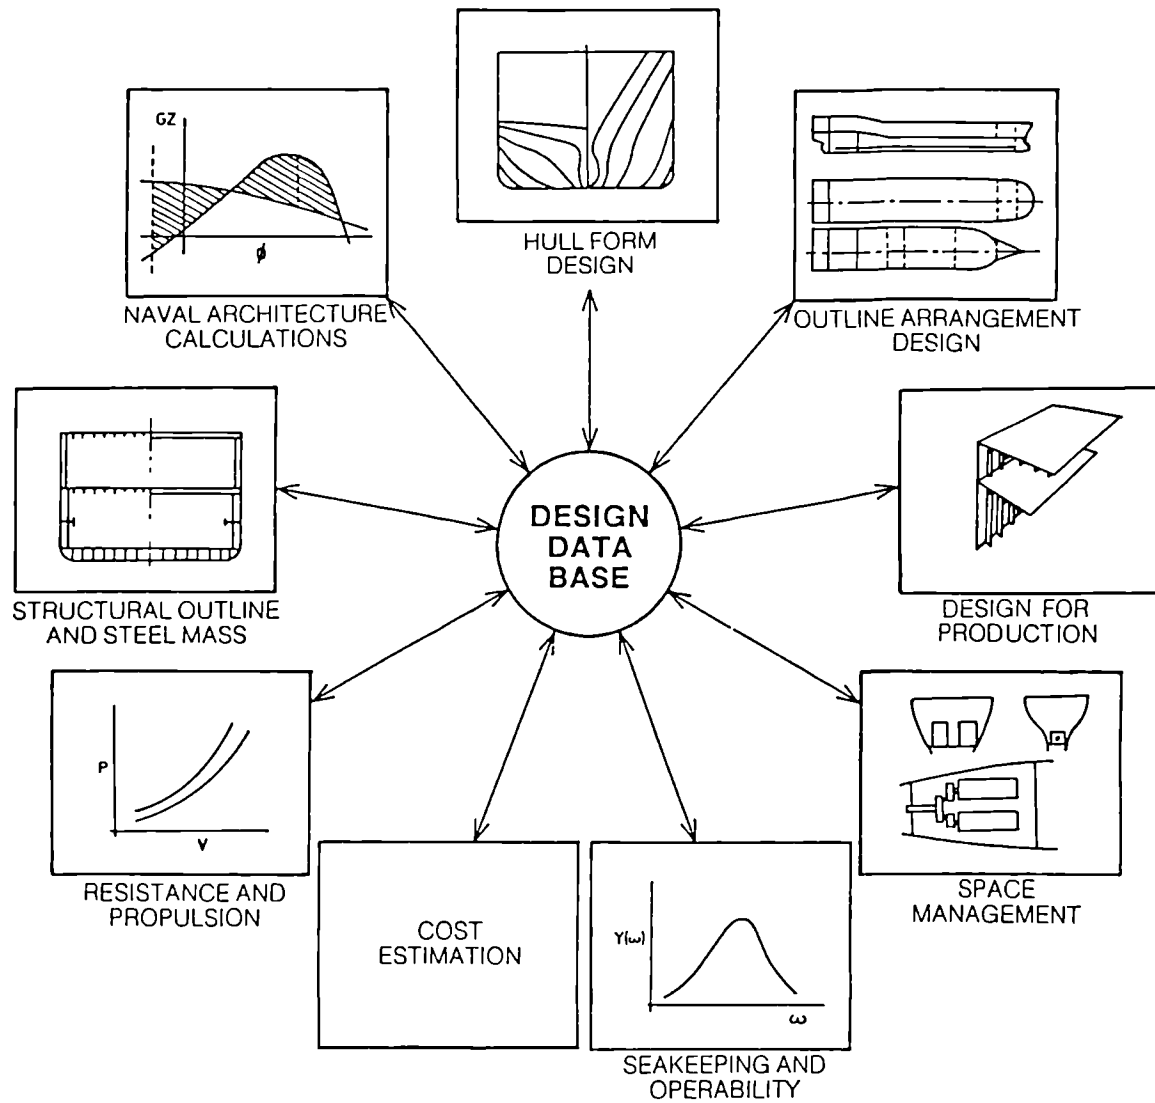 GZ
ϕ
NAVAL ARCHITECTURE
CALCULATIONS
HULL FORM
DESIGN
OUTLINE ARRANGEMENT
DESIGN
STRUCTURAL OUTLINE
AND STEEL MASS
DESIGN
DATA
BASE
DESIGN FOR
PRODUCTION
P
V
RESISTANCE AND
PROPULSION
COST
ESTIMATION
Y(ω)
ω
SEAKEEPING AND
OPERABILITY
SPACE
MANAGEMENT